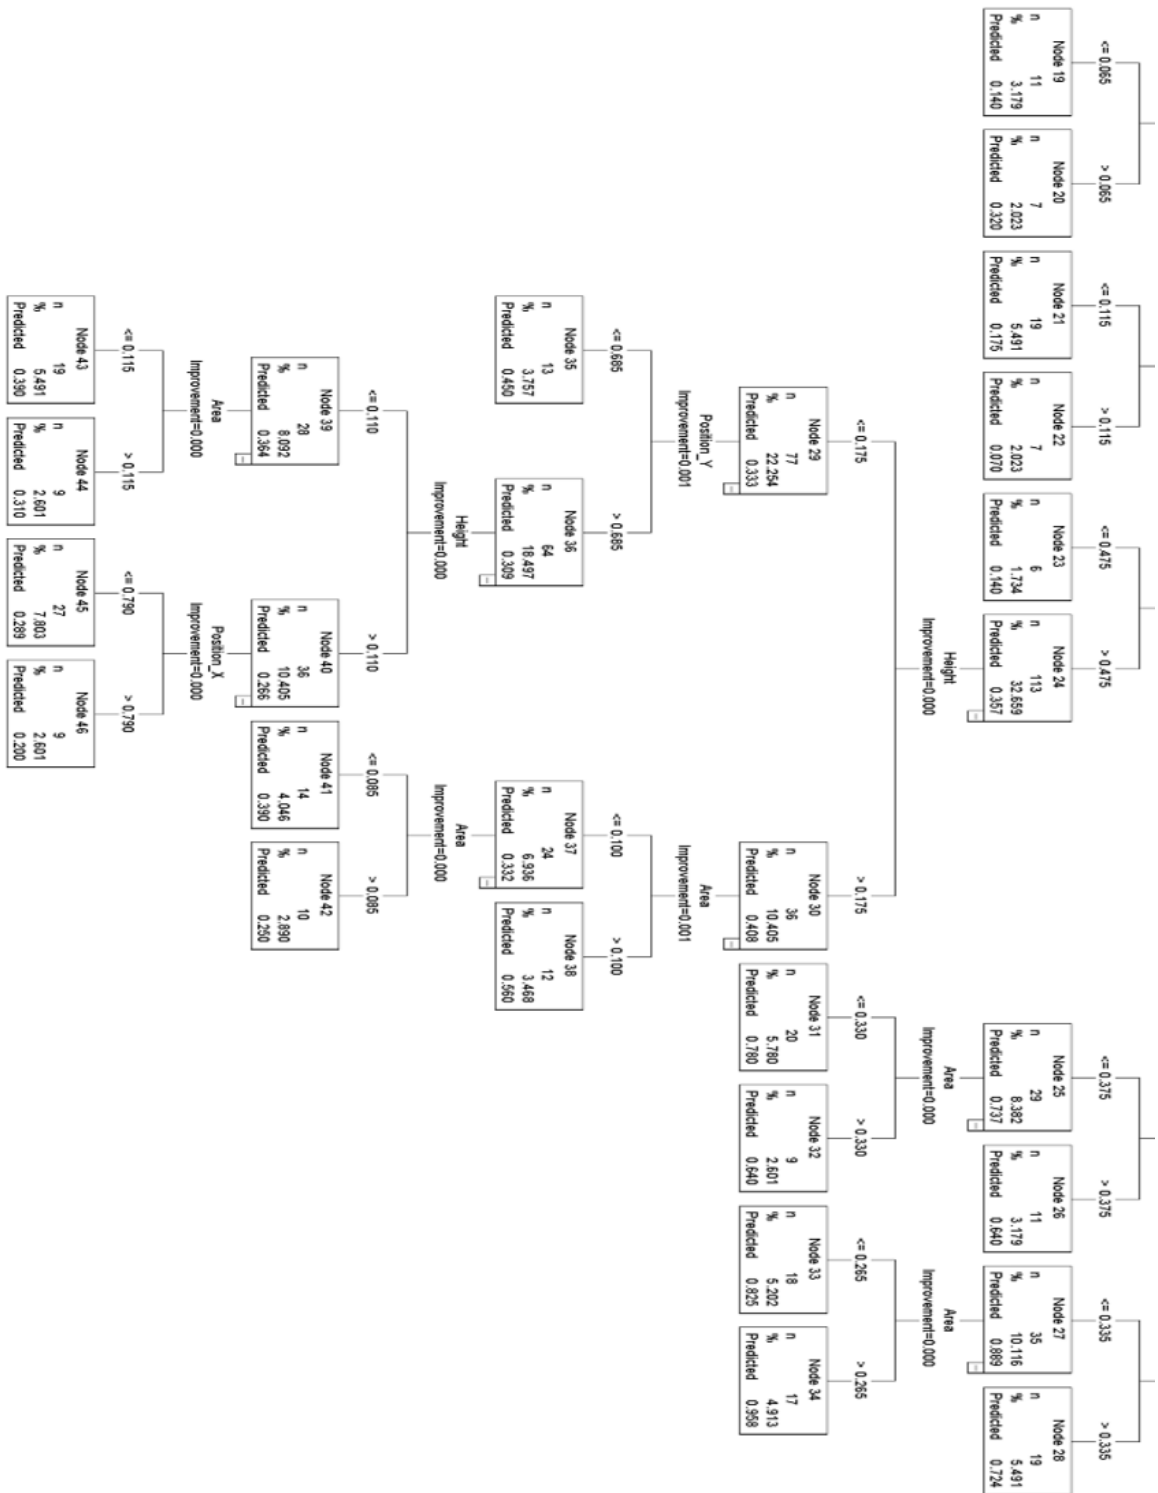 <= 0.065
> 0.065
<= 0.115
> 0.115
<= 0.475
> 0.475
<= 0.375
> 0.375
<= 0.335
> 0.335
Node 19
n 11
% 3.179
Predicted 0.140
Node 20
n 7
% 2.023
Predicted 0.320
Node 21
n 19
% 5.491
Predicted 0.175
Node 22
n 7
% 2.023
Predicted 0.070
Node 23
n 6
% 1.734
Predicted 0.140
Node 24
n 113
% 32.659
Predicted 0.357
Node 25
n 29
% 8.382
Predicted 0.737
Node 26
n 11
% 3.179
Predicted 0.640
Node 27
n 35
% 10.116
Predicted 0.889
Node 28
n 19
% 5.491
Predicted 0.724
Height
Improvement=0.000
Area
Improvement=0.000
Area
Improvement=0.000
<= 0.175
> 0.175
<= 0.330
> 0.330
<= 0.265
> 0.265
Node 29
n 77
% 22.254
Predicted 0.333
Node 30
n 36
% 10.405
Predicted 0.408
Node 31
n 20
% 5.780
Predicted 0.780
Node 32
n 9
% 2.601
Predicted 0.640
Node 33
n 18
% 5.202
Predicted 0.825
Node 34
n 17
% 4.913
Predicted 0.958
Position_Y
Improvement=0.001
Area
Improvement=0.001
<= 0.685
> 0.685
<= 0.100
> 0.100
Node 35
n 13
% 3.757
Predicted 0.450
Node 36
n 64
% 18.497
Predicted 0.309
Node 37
n 24
% 6.936
Predicted 0.332
Node 38
n 12
% 3.468
Predicted 0.560
Height
Improvement=0.000
Area
Improvement=0.000
<= 0.110
> 0.110
<= 0.085
> 0.085
Node 39
n 28
% 8.092
Predicted 0.364
Node 40
n 36
% 10.405
Predicted 0.266
Node 41
n 14
% 4.046
Predicted 0.390
Node 42
n 10
% 2.890
Predicted 0.250
Area
Improvement=0.000
Position_X
Improvement=0.000
<= 0.115
> 0.115
<= 0.790
> 0.790
Node 43
n 19
% 5.491
Predicted 0.390
Node 44
n 9
% 2.601
Predicted 0.310
Node 45
n 27
% 7.803
Predicted 0.289
Node 46
n 9
% 2.601
Predicted 0.200